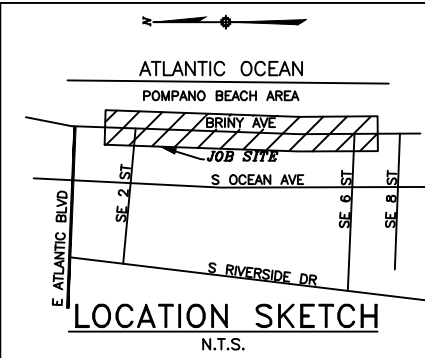 N
ATLANTIC OCEAN
POMPANO BEACH AREA
BRINY AVE
JOB SITE
S OCEAN AVE
SE 2 ST
SE 6 ST
SE 8 ST
E ATLANTIC BLVD
S RIVERSIDE DR
LOCATION SKETCH
N.T.S.